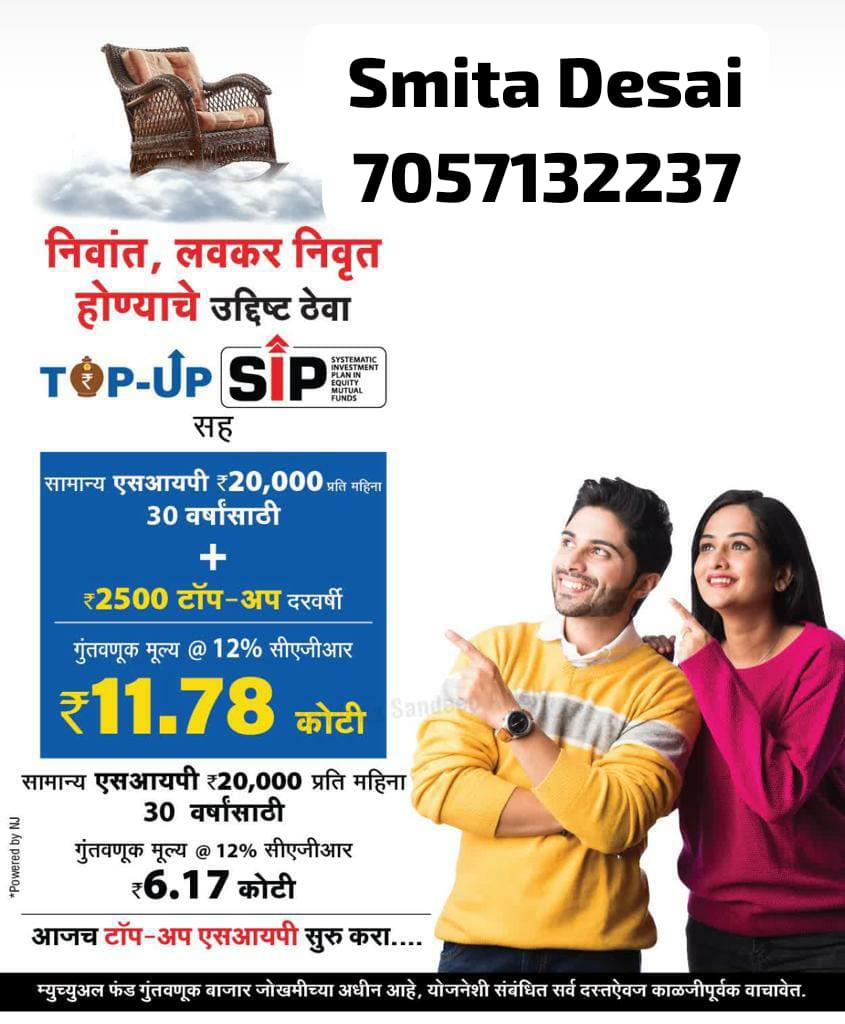 Smita Desai
7057132237
निवांत, लवकर निवृत
होण्याचे उद्दिष्ट ठेवा
TOP-UP SIP SYSTEMATIC
INVESTMENT
PLAN IN
EQUITY
MUTUAL
FUNDS
सह
सामान्य एसआयपी ₹20,000 प्रति महिना
30 वर्षांसाठी
+
₹2500 टॉप-अप दरवर्षी
गुंतवणूक मूल्य @ 12% सीएजीआर
₹11.78 कोटी
सामान्य एसआयपी ₹20,000 प्रति महिना
30 वर्षांसाठी
गुंतवणूक मूल्य @ 12% सीएजीआर
₹6.17 कोटी
*Powered by NJ
आजच टॉप-अप एसआयपी सुरु करा....
म्युच्युअल फंड गुंतवणूक बाजार जोखमीच्या अधीन आहे, योजनेशी संबंधित सर्व दस्तऐवज काळजीपूर्वक वाचावेत.